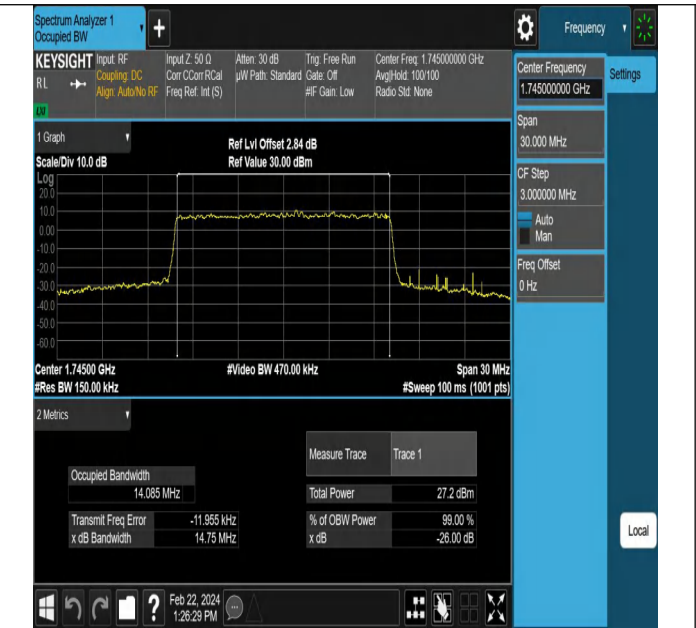 Spectrum Analyzer 1
Occupied BW
+
Frequency
KEYSIGHT
Input: RF
Input Z: 50 Ω
Atten: 30 dB
Trig: Free Run
Center Freq: 1.745000000 GHz
RL
Coupling: DC
Corr CCorr RCal
µW Path: Standard
Gate: Off
Avg|Hold: 100/100
Align: Auto/No RF
Freq Ref: Int (S)
#IF Gain: Low
Radio Std: None
Center Frequency
1.745000000 GHz
Settings
Span
30.000 MHz
CF Step
3.000000 MHz
Auto
Man
Freq Offset
0 Hz
Local
1 Graph
Ref Lvl Offset 2.84 dB
Scale/Div 10.0 dB
Ref Value 30.00 dBm
Log
20.0
10.0
0.00
-10.0
-20.0
-30.0
-40.0
-50.0
-60.0
Center 1.74500 GHz
#Video BW 470.00 kHz
Span 30 MHz
#Res BW 150.00 kHz
#Sweep 100 ms (1001 pts)
2 Metrics
Measure Trace
Trace 1
Occupied Bandwidth
14.085 MHz
Total Power
27.2 dBm
Transmit Freq Error
-11.955 kHz
% of OBW Power
99.00 %
x dB Bandwidth
14.75 MHz
x dB
-26.00 dB
?
Feb 22, 2024
1:26:29 PM